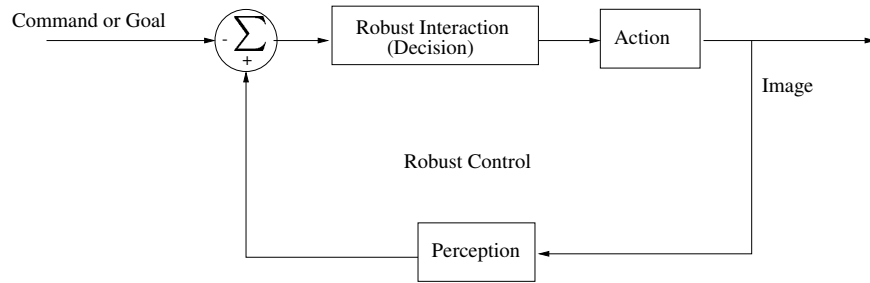 Command or Goal
-
Σ
+
Robust Interaction
(Decision)
Action
Image
Robust Control
Perception